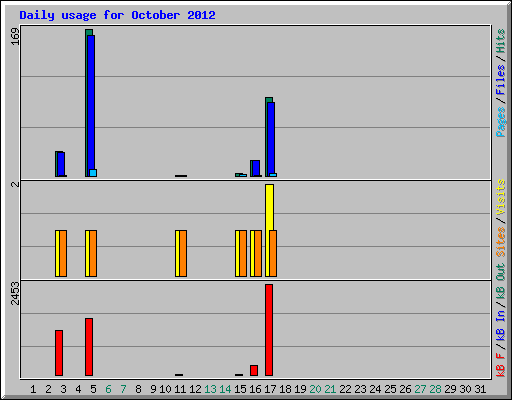 Daily usage for October 2012
169
2
2453
Pages / Files / Hits
Sites / Visits
kB F / kB In / kB Out
1 2 3 4 5 6 7 8 9 10 11 12 13 14 15 16 17 18 19 20 21 22 23 24 25 26 27 28 29 30 31